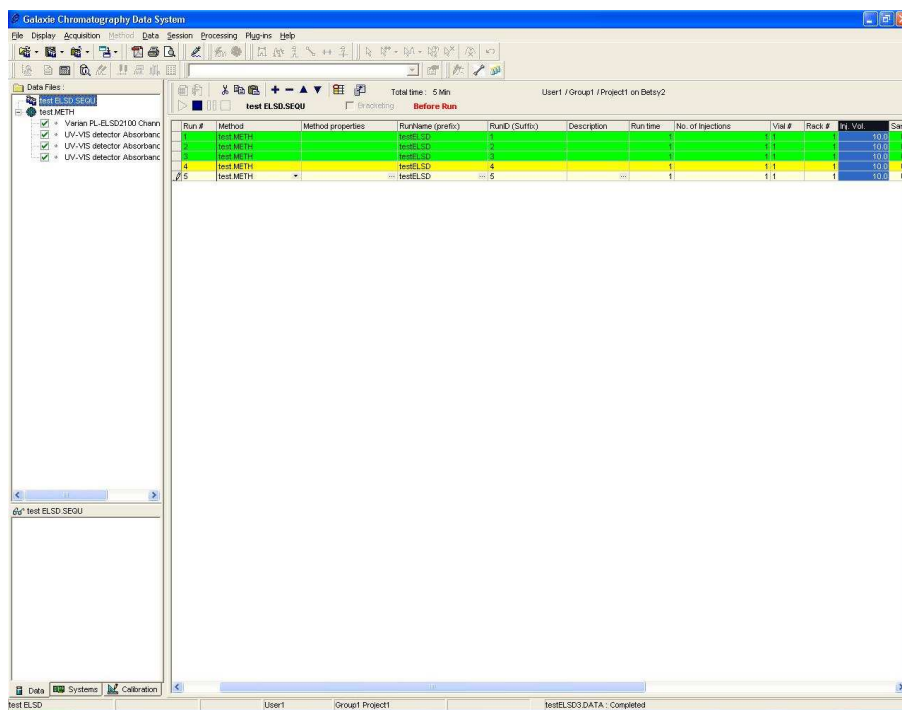 Galaxie Chromatography Data System
File Display Acquisition Method Data Session Processing Plug-ins Help
Data Files :
test ELSD.SEQU
test.METH
Varian PL-ELSD2100 Chann
UV-VIS detector Absorbanc
UV-VIS detector Absorbanc
UV-VIS detector Absorbanc
Total time : 5 Min User1 / Group1 / Project1 on Betsy2
test ELSD.SEQU Bracketing Before Run
Run # Method Method properties RunName (prefix) RunID (Suffix) Description Run time No. of Injections Vial # Rack # Inj. Vol. Sam
1 test.METH testELSD 1 1 1 1 1 10.0
2 test.METH testELSD 2 1 1 1 1 10.0
3 test.METH testELSD 3 1 1 1 1 10.0
4 test.METH testELSD 4 1 1 1 1 10.0
5 test.METH ... testELSD ... 5 ... 1 1 1 1 10.0
test ELSD.SEQU
Data Systems Calibration
test ELSD User1 Group1 Project1 testELSD3.DATA : Completed